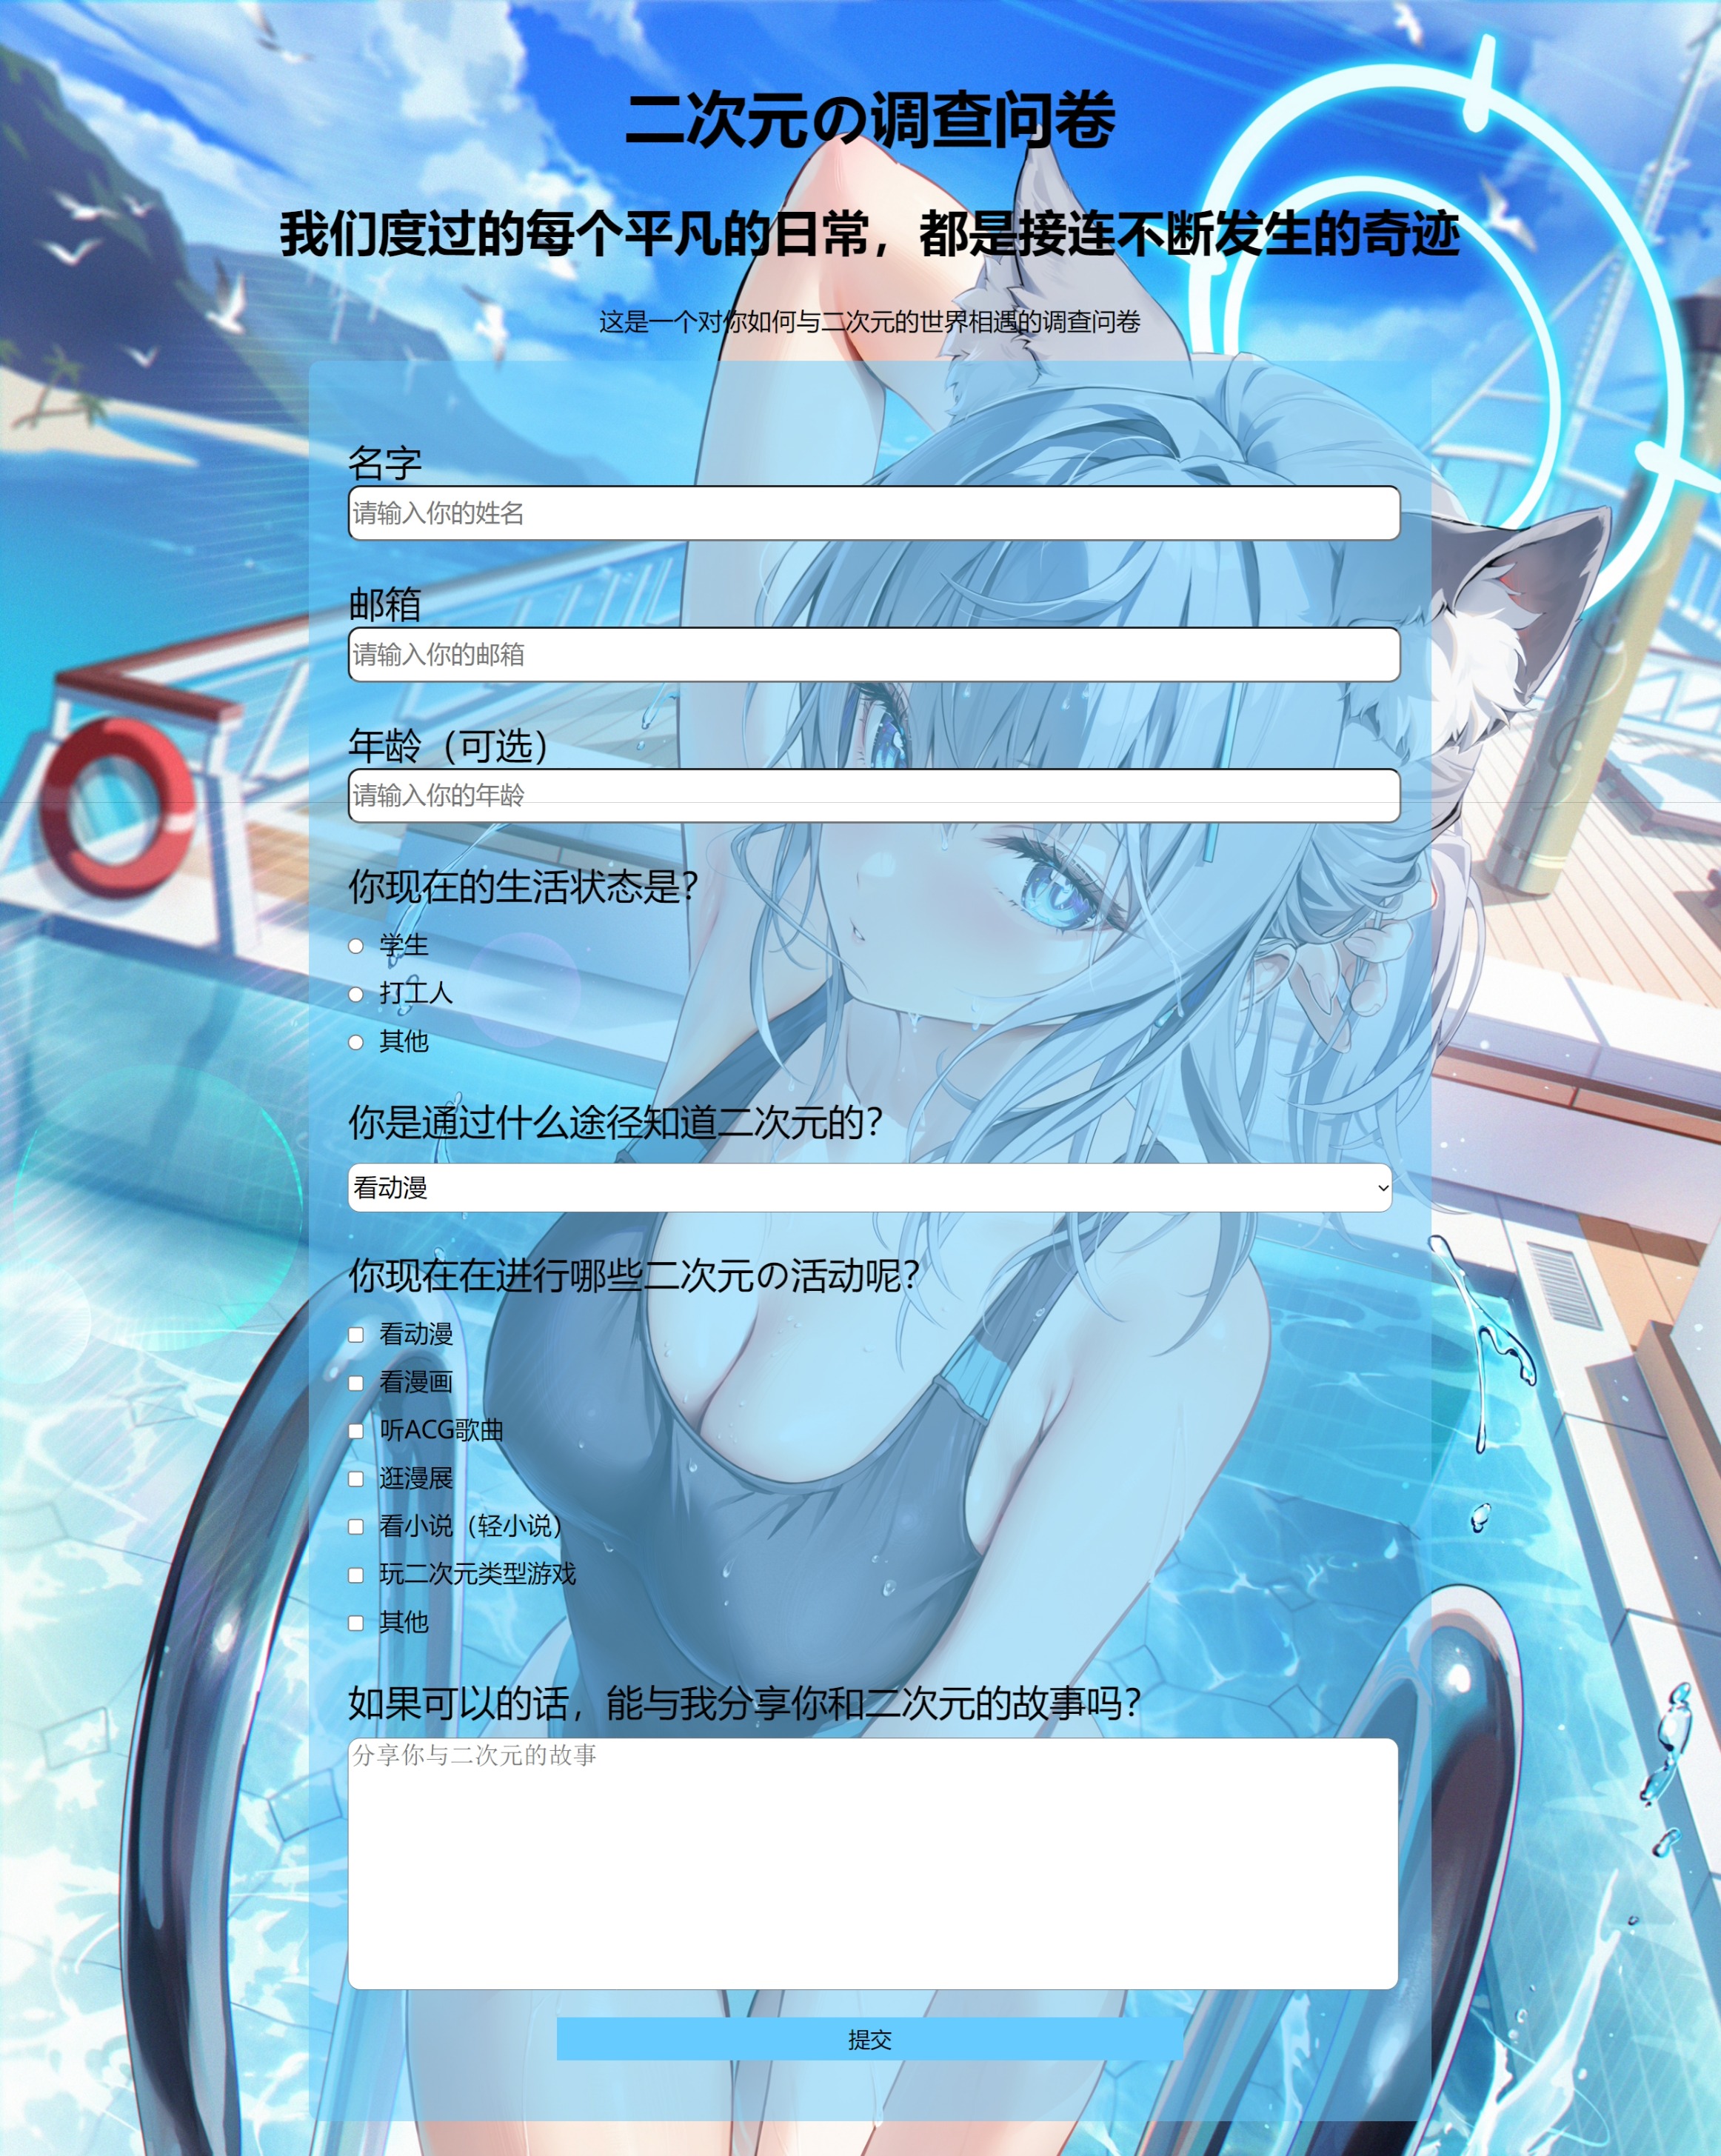 二次元の调查问卷
我们度过的每个平凡的日常，都是接连不断发生的奇迹
这是一个对你如何与二次元的世界相遇的调查问卷
名字
请输入你的姓名
邮箱
请输入你的邮箱
年龄（可选）
请输入你的年龄
你现在的生活状态是？
学生
打工人
其他
你是通过什么途径知道二次元的？
看动漫
你现在在进行哪些二次元の活动呢？
看动漫
看漫画
听ACG歌曲
逛漫展
看小说（轻小说）
玩二次元类型游戏
其他
如果可以的话，能与我分享你和二次元的故事吗？
分享你与二次元的故事
提交